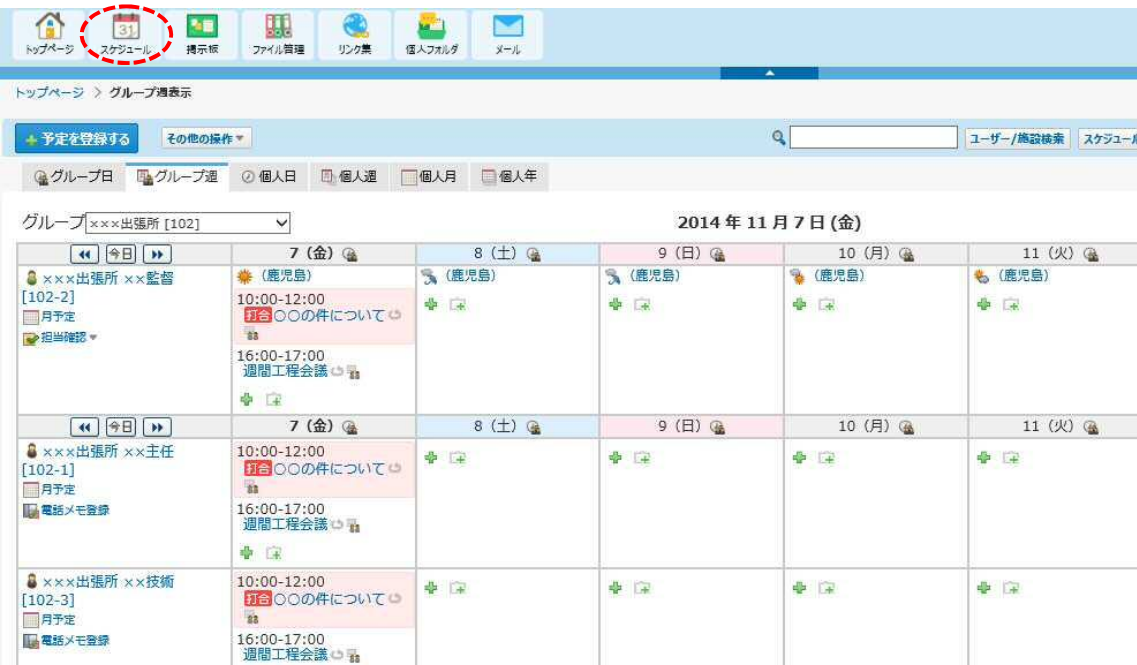 トップページ スケジュール 掲示板 ファイル管理 リンク集 個人フォルダ メール
31
トップページ > グループ週表示
予定を登録する その他の操作 ユーザー/施設検索 スケジュール
グループ日 グループ週 個人日 個人週 個人月 個人年
グループ ×××出張所 [102] 2014 年 11 月 7 日 (金)
今日 7 (金) 8 (土) 9 (日) 10 (月) 11 (火)
×××出張所 ××監督 (鹿児島) (鹿児島) (鹿児島) (鹿児島) (鹿児島)
[102-2] 10:00-12:00
月予定 打合 〇〇の件について
担当確認
16:00-17:00
週間工程会議
今日 7 (金) 8 (土) 9 (日) 10 (月) 11 (火)
×××出張所 ××主任 10:00-12:00
[102-1] 打合 〇〇の件について
月予定
電話メモ登録 16:00-17:00
週間工程会議
×××出張所 ××技術 10:00-12:00
[102-3] 打合 〇〇の件について
月予定
電話メモ登録 16:00-17:00
週間工程会議